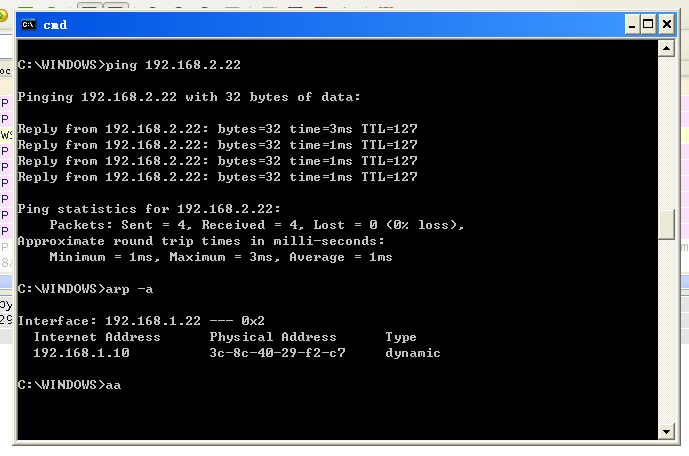 cmd
C:\WINDOWS>ping 192.168.2.22
Pinging 192.168.2.22 with 32 bytes of data:
Reply from 192.168.2.22: bytes=32 time=3ms TTL=127
Reply from 192.168.2.22: bytes=32 time=1ms TTL=127
Reply from 192.168.2.22: bytes=32 time=1ms TTL=127
Reply from 192.168.2.22: bytes=32 time=1ms TTL=127
Ping statistics for 192.168.2.22:
    Packets: Sent = 4, Received = 4, Lost = 0 (0% loss),
Approximate round trip times in milli-seconds:
    Minimum = 1ms, Maximum = 3ms, Average = 1ms
C:\WINDOWS>arp -a
Interface: 192.168.1.22 --- 0x2
  Internet Address      Physical Address      Type
  192.168.1.10          3c-8c-40-29-f2-c7     dynamic
C:\WINDOWS>aa